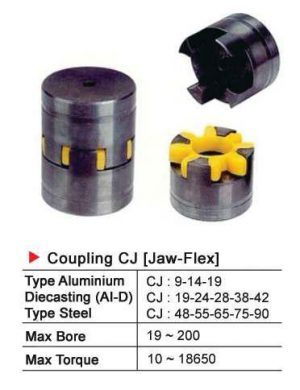 Coupling CJ [Jaw-Flex]
Type Aluminium CJ : 9-14-19
Diecasting (Al-D) CJ : 19-24-28-38-42
Type Steel CJ : 48-55-65-75-90
Max Bore 19 ~ 200
Max Torque 10 ~ 18650